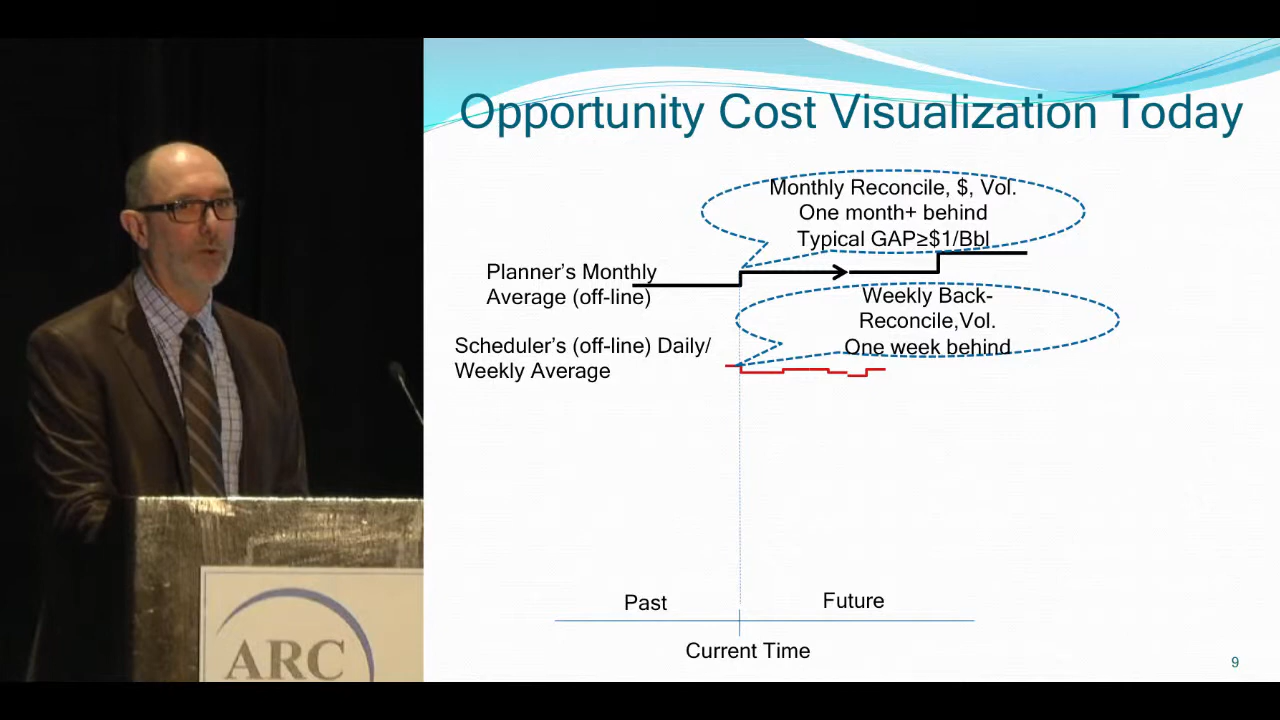 Opportunity Cost Visualization Today
Monthly Reconcile, $, Vol.
One month+ behind
Typical GAP≥$1/Bbl
Planner's Monthly
Average (off-line)
Weekly Back-
Reconcile,Vol.
One week behind
Scheduler's (off-line) Daily/
Weekly Average
Past
Future
Current Time
9
ARC